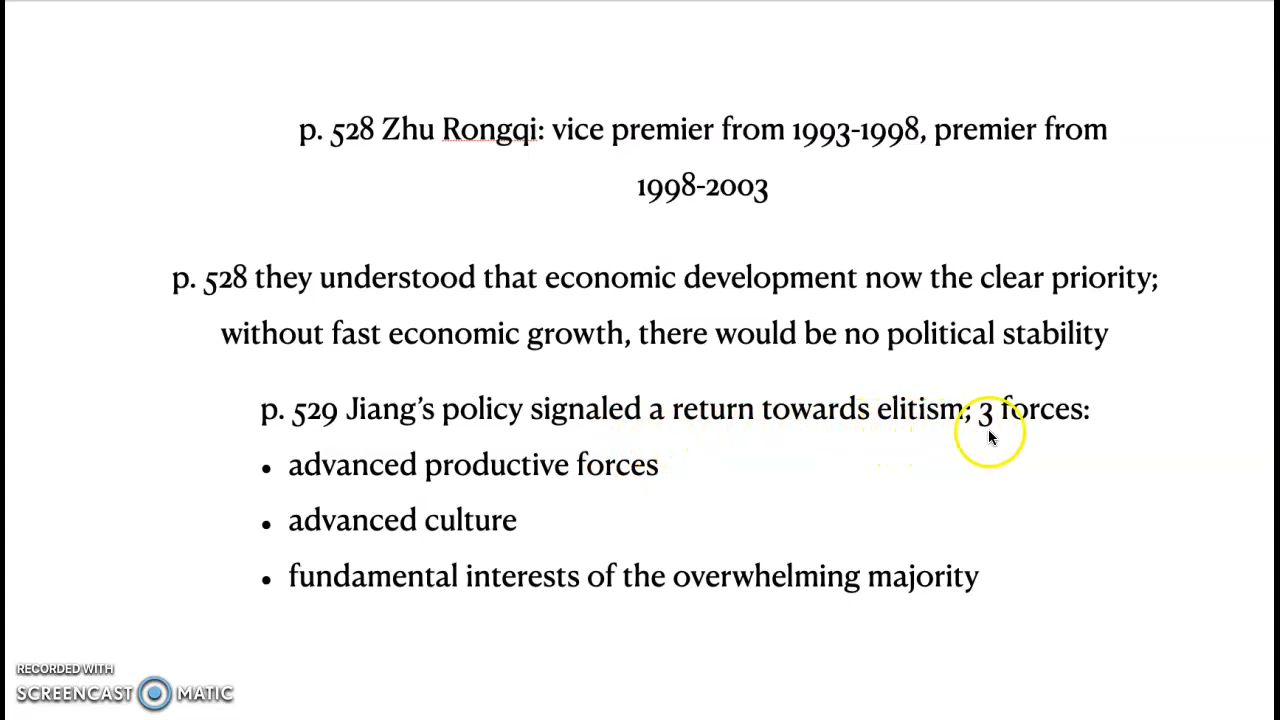 p. 528 Zhu Rongqi: vice premier from 1993-1998, premier from
1998-2003
p. 528 they understood that economic development now the clear priority;
without fast economic growth, there would be no political stability
p. 529 Jiang’s policy signaled a return towards elitism; 3 forces:
• advanced productive forces
• advanced culture
• fundamental interests of the overwhelming majority
RECORDED WITH
SCREENCAST MATIC